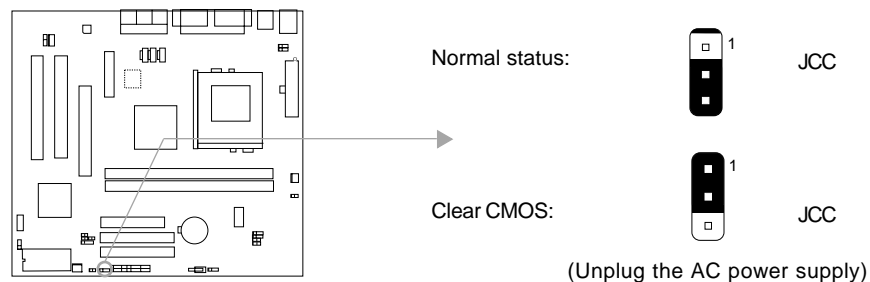 Normal status:
1
JCC
Clear CMOS:
1
JCC
(Unplug the AC power supply)